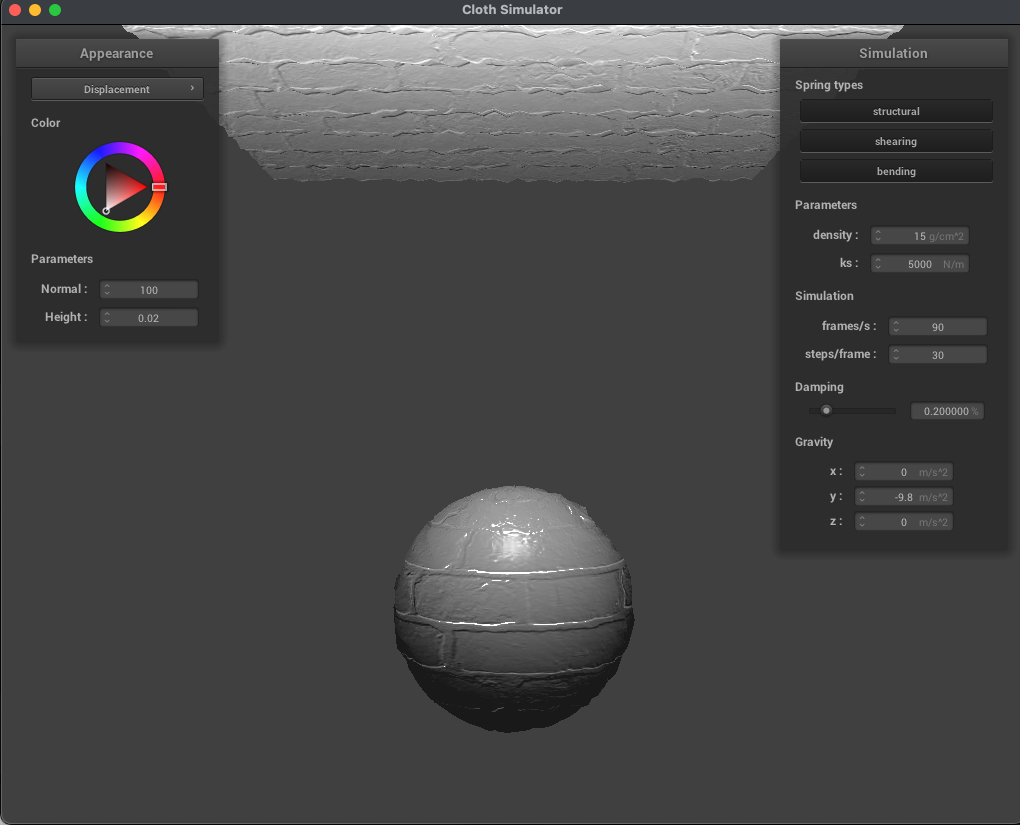 Cloth Simulator
Appearance
Displacement
Color
Parameters
Normal : 100
Height : 0.02
Simulation
Spring types
structural
shearing
bending
Parameters
density : 15 g/cm^2
ks : 5000 N/m
Simulation
frames/s : 90
steps/frame : 30
Damping
0.200000 %
Gravity
x : 0 m/s^2
y : -9.8 m/s^2
z : 0 m/s^2